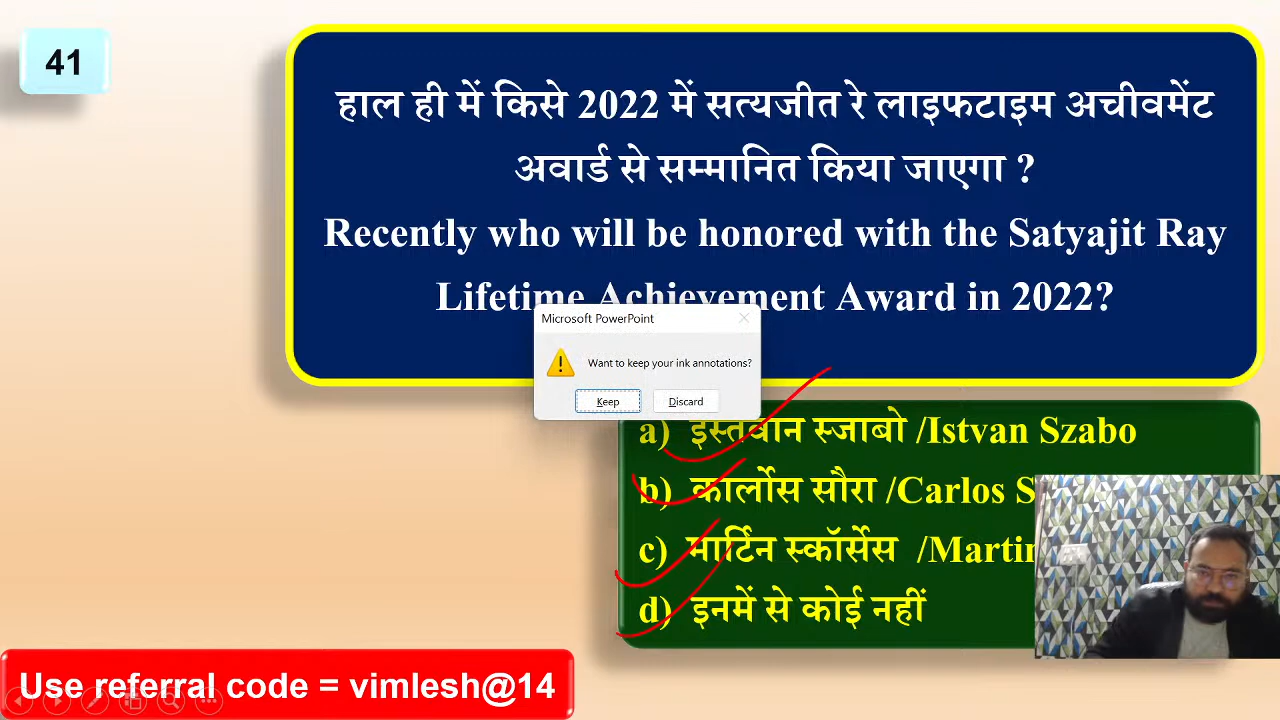 41
हाल ही में किसे 2022 में सत्यजीत रे लाइफटाइम अचीवमेंट
अवार्ड से सम्मानित किया जाएगा ?
Recently who will be honored with the Satyajit Ray
Lifetime Achievement Award in 2022?
Microsoft PowerPoint
Want to keep your ink annotations?
Keep
Discard
a) इस्तवान स्जाबो /Istvan Szabo
b) कार्लोस सौरा /Carlos S
c) मार्टिन स्कॉर्सेस /Martin
d) इनमें से कोई नहीं
Use referral code = vimlesh@14